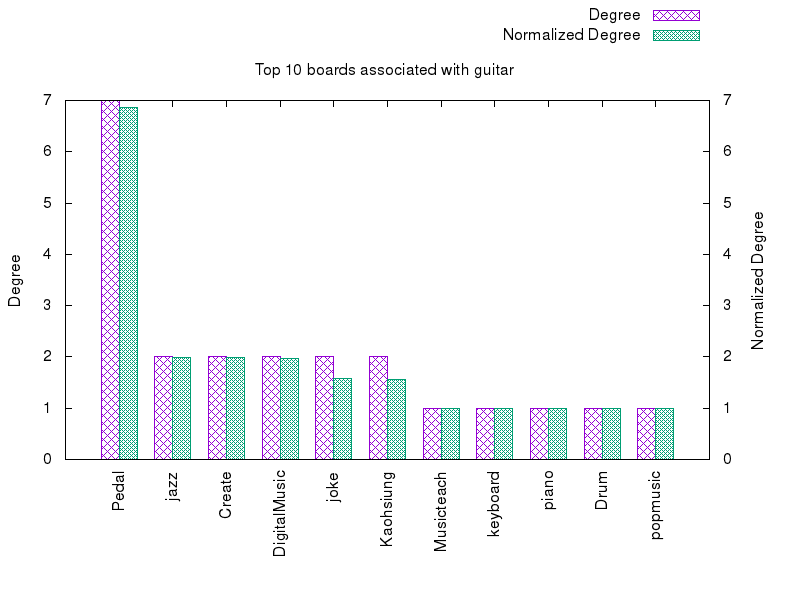 Degree
Normalized Degree
Top 10 boards associated with guitar
7
6
5
4
3
2
1
0
7
6
5
4
3
2
1
0
Degree
Normalized Degree
Pedal
jazz
Create
DigitalMusic
joke
Kaohsiung
Musicteach
keyboard
piano
Drum
popmusic